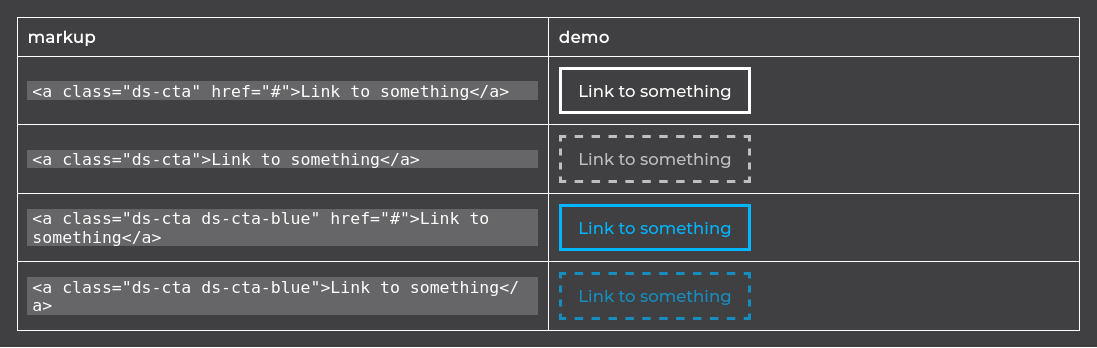 markup
demo
<a class="ds-cta" href="#">Link to something</a>
Link to something
<a class="ds-cta">Link to something</a>
Link to something
<a class="ds-cta ds-cta-blue" href="#">Link to
something</a>
Link to something
<a class="ds-cta ds-cta-blue">Link to something</
a>
Link to something